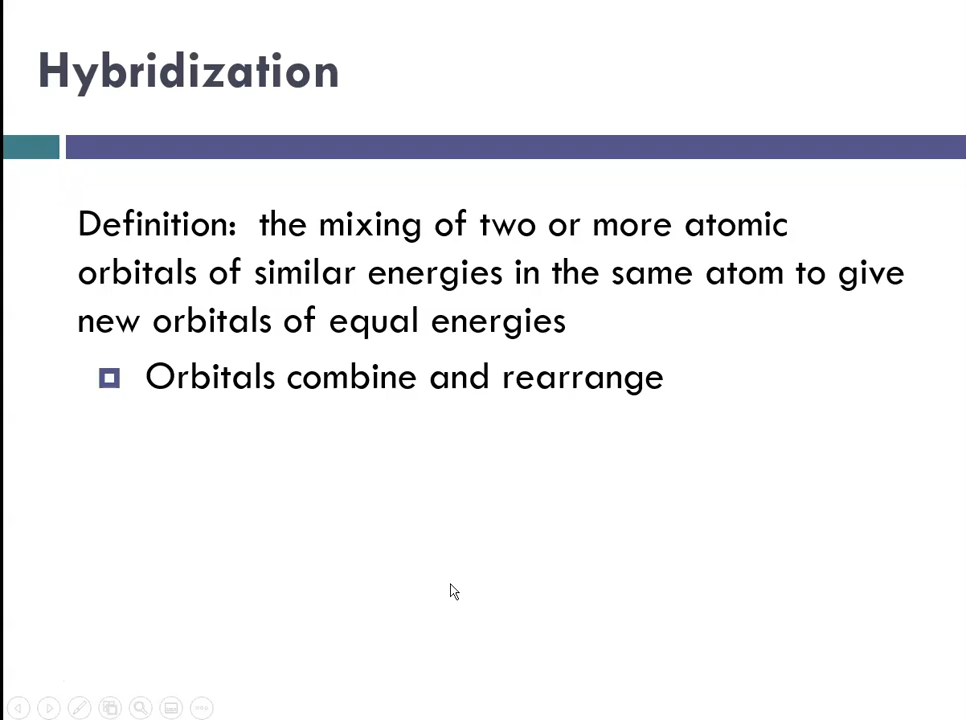 Hybridization
Definition:  the mixing of two or more atomic
orbitals of similar energies in the same atom to give
new orbitals of equal energies
Orbitals combine and rearrange